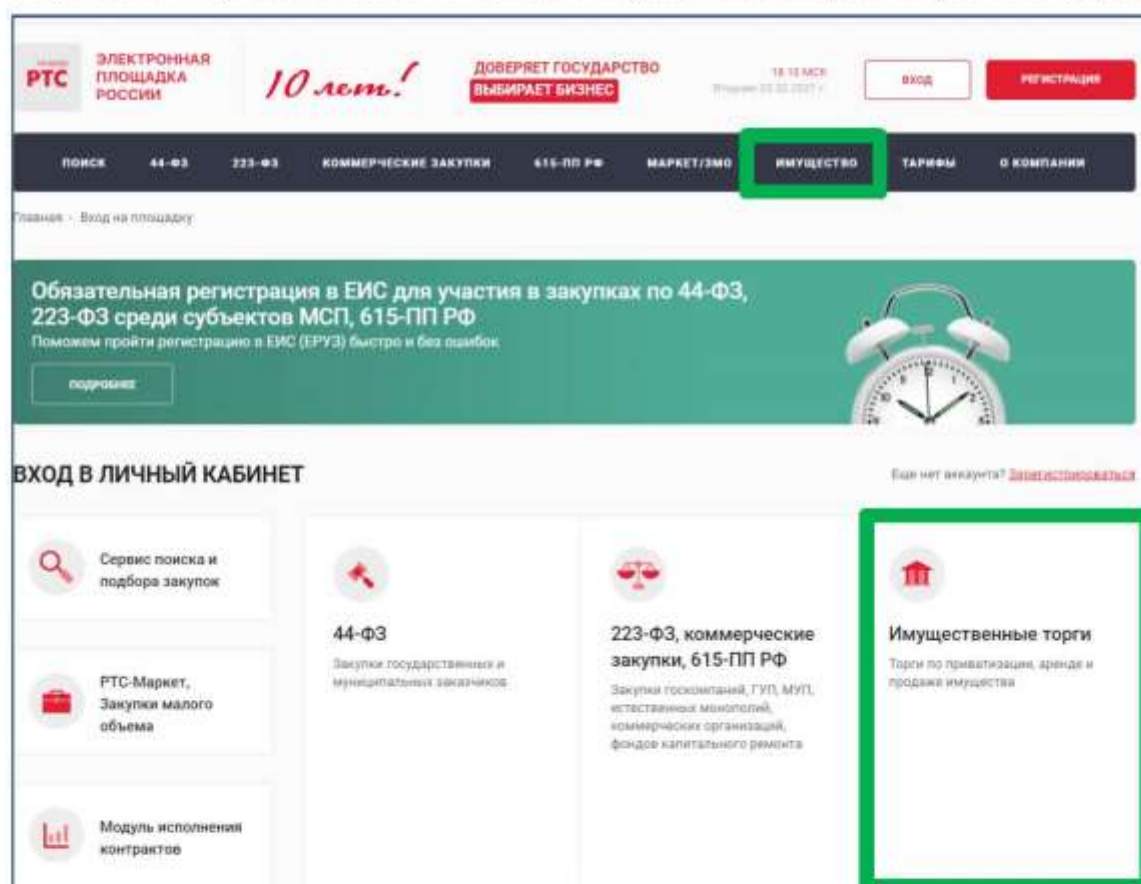 РТС
ЭЛЕКТРОННАЯ
ПЛОЩАДКА
РОССИИ
10 лет!
ДОВЕРЯЕТ ГОСУДАРСТВО
ВЫБИРАЕТ БИЗНЕС
ВХОД
РЕГИСТРАЦИЯ
ПОИСК 44-ФЗ 223-ФЗ КОММЕРЧЕСКИЕ ЗАКУПКИ 615-ПП РФ МАРКЕТ/ЗМО ИМУЩЕСТВО ТАРИФЫ О КОМПАНИИ
Главная - Вход на площадку
Обязательная регистрация в ЕИС для участия в закупках по 44-ФЗ,
223-ФЗ среди субъектов МСП, 615-ПП РФ
Поможем пройти регистрацию в ЕИС (ЕРУЗ) быстро и без ошибок
ПОДРОБНЕЕ
ВХОД В ЛИЧНЫЙ КАБИНЕТ
Еще нет аккаунта? Зарегистрироваться
Сервис поиска и
подбора закупок
РТС-Маркет,
Закупки малого
объема
Модуль исполнения
контрактов
44-ФЗ
Закупки государственных и
муниципальных заказчиков
223-ФЗ, коммерческие
закупки, 615-ПП РФ
Закупки госкомпаний, ГУП, МУП,
естественных монополий,
коммерческих организаций,
фондов капитального ремонта
Имущественные торги
Торги по приватизации, аренде и
продаже имущества